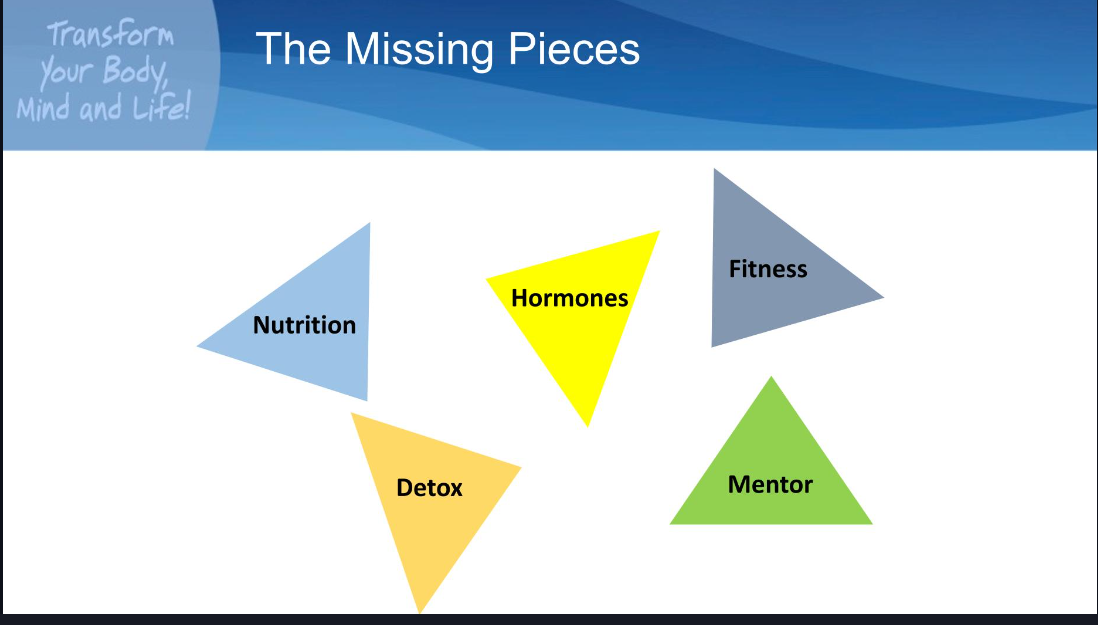 Transform
Your Body,
Mind and Life!
The Missing Pieces
Fitness
Hormones
Nutrition
Detox
Mentor